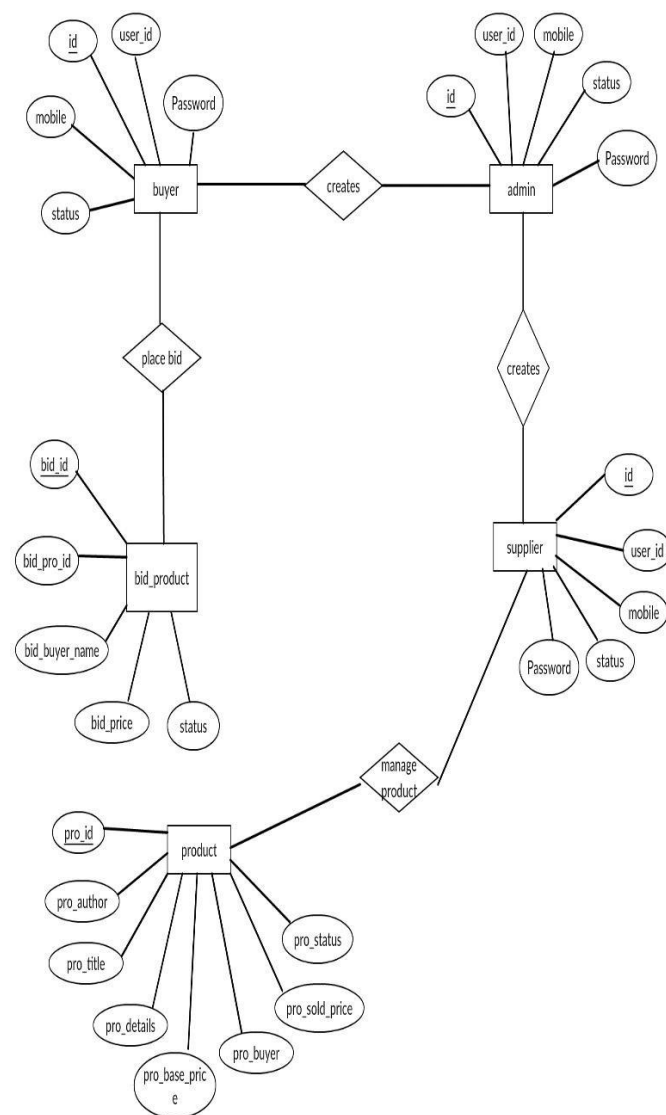 id
user_id
Password
mobile
status
buyer
creates
id
user_id
mobile
status
Password
admin
place bid
creates
bid_id
bid_pro_id
bid_buyer_name
bid_price
status
bid_product
supplier
id
user_id
mobile
status
Password
manage
product
pro_id
product
pro_author
pro_title
pro_details
pro_base_pric
e
pro_buyer
pro_sold_price
pro_status